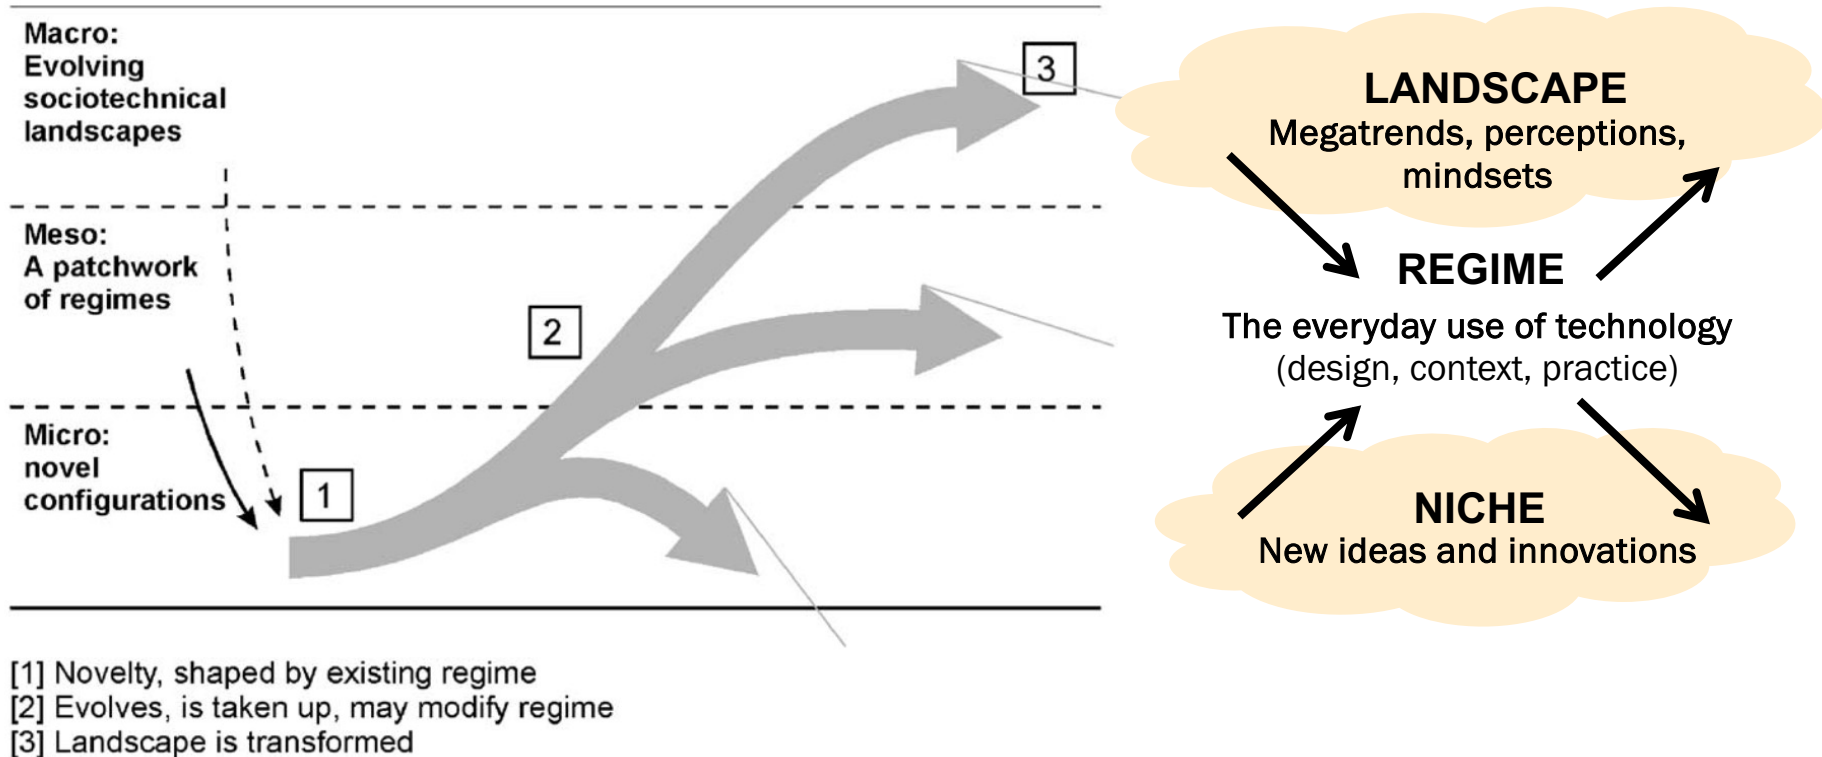 Macro:
Evolving
sociotechnical
landscapes
3
Meso:
A patchwork
of regimes
2
Micro:
novel
configurations
1
[1] Novelty, shaped by existing regime
[2] Evolves, is taken up, may modify regime
[3] Landscape is transformed
LANDSCAPE
Megatrends, perceptions,
mindsets
REGIME
The everyday use of technology
(design, context, practice)
NICHE
New ideas and innovations